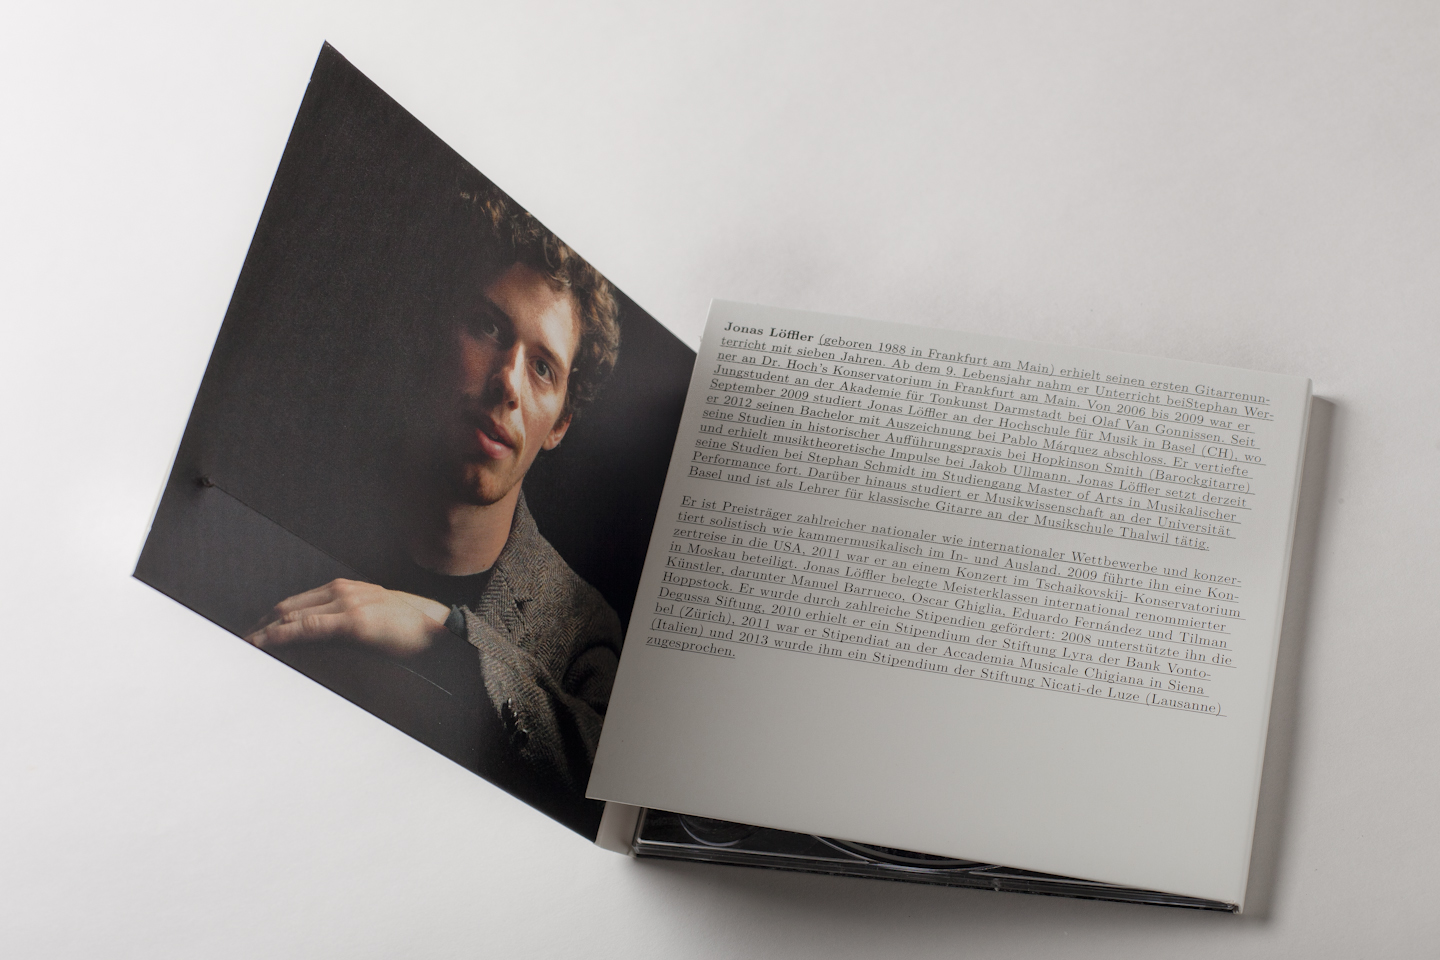 Jonas Löffler (geboren 1988 in Frankfurt am Main) erhielt seinen ersten Gitarrenun-
terricht mit sieben Jahren. Ab dem 9. Lebensjahr nahm er Unterricht beiStephan Wer-
ner an Dr. Hoch's Konservatorium in Frankfurt am Main. Von 2006 bis 2009 war er
Jungstudent an der Akademie für Tonkunst Darmstadt bei Olaf Van Gonnissen. Seit
September 2009 studiert Jonas Löffler an der Hochschule für Musik in Basel (CH), wo
er 2012 seinen Bachelor mit Auszeichnung bei Pablo Márquez abschloss. Er vertiefte
seine Studien in historischer Aufführungspraxis bei Hopkinson Smith (Barockgitarre)
und erhielt musiktheoretische Impulse bei Jakob Ullmann. Jonas Löffler setzt derzeit
seine Studien bei Stephan Schmidt im Studiengang Master of Arts in Musikalischer
Performance fort. Darüber hinaus studiert er Musikwissenschaft an der Universität
Basel und ist als Lehrer für klassische Gitarre an der Musikschule Thalwil tätig.
Er ist Preisträger zahlreicher nationaler wie internationaler Wettbewerbe und konzer-
tiert solistisch wie kammermusikalisch im In- und Ausland. 2009 führte ihn eine Kon-
zertreise in die USA, 2011 war er an einem Konzert im Tschaikovskij- Konservatorium
in Moskau beteiligt. Jonas Löffler belegte Meisterklassen international renommierter
Künstler, darunter Manuel Barrueco, Oscar Ghiglia, Eduardo Fernández und Tilman
Hoppstock. Er wurde durch zahlreiche Stipendien gefördert: 2008 unterstützte ihn die
Degussa Siftung, 2010 erhielt er ein Stipendium der Stiftung Lyra der Bank Vonto-
bel (Zürich), 2011 war er Stipendiat an der Accademia Musicale Chigiana in Siena
(Italien) und 2013 wurde ihm ein Stipendium der Stiftung Nicati-de Luze (Lausanne)
zugesprochen.